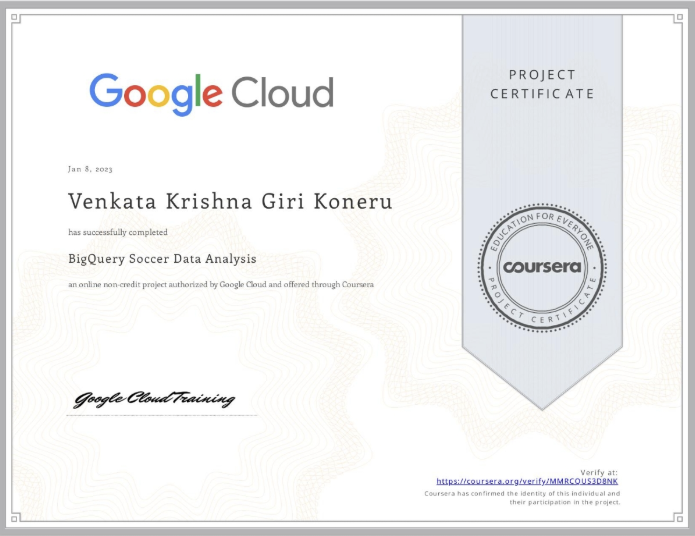 Google Cloud
PROJECT
CERTIFICATE
Jan 8, 2023
Venkata Krishna Giri Koneru
has successfully completed
BigQuery Soccer Data Analysis
an online non-credit project authorized by Google Cloud and offered through Coursera
EDUCATION FOR EVERYONE
coursera
PROJECT CERTIFICATE
Google Cloud Training
Verify at:
https://coursera.org/verify/MMRCQUS3D8NK
Coursera has confirmed the identity of this individual and
their participation in the project.